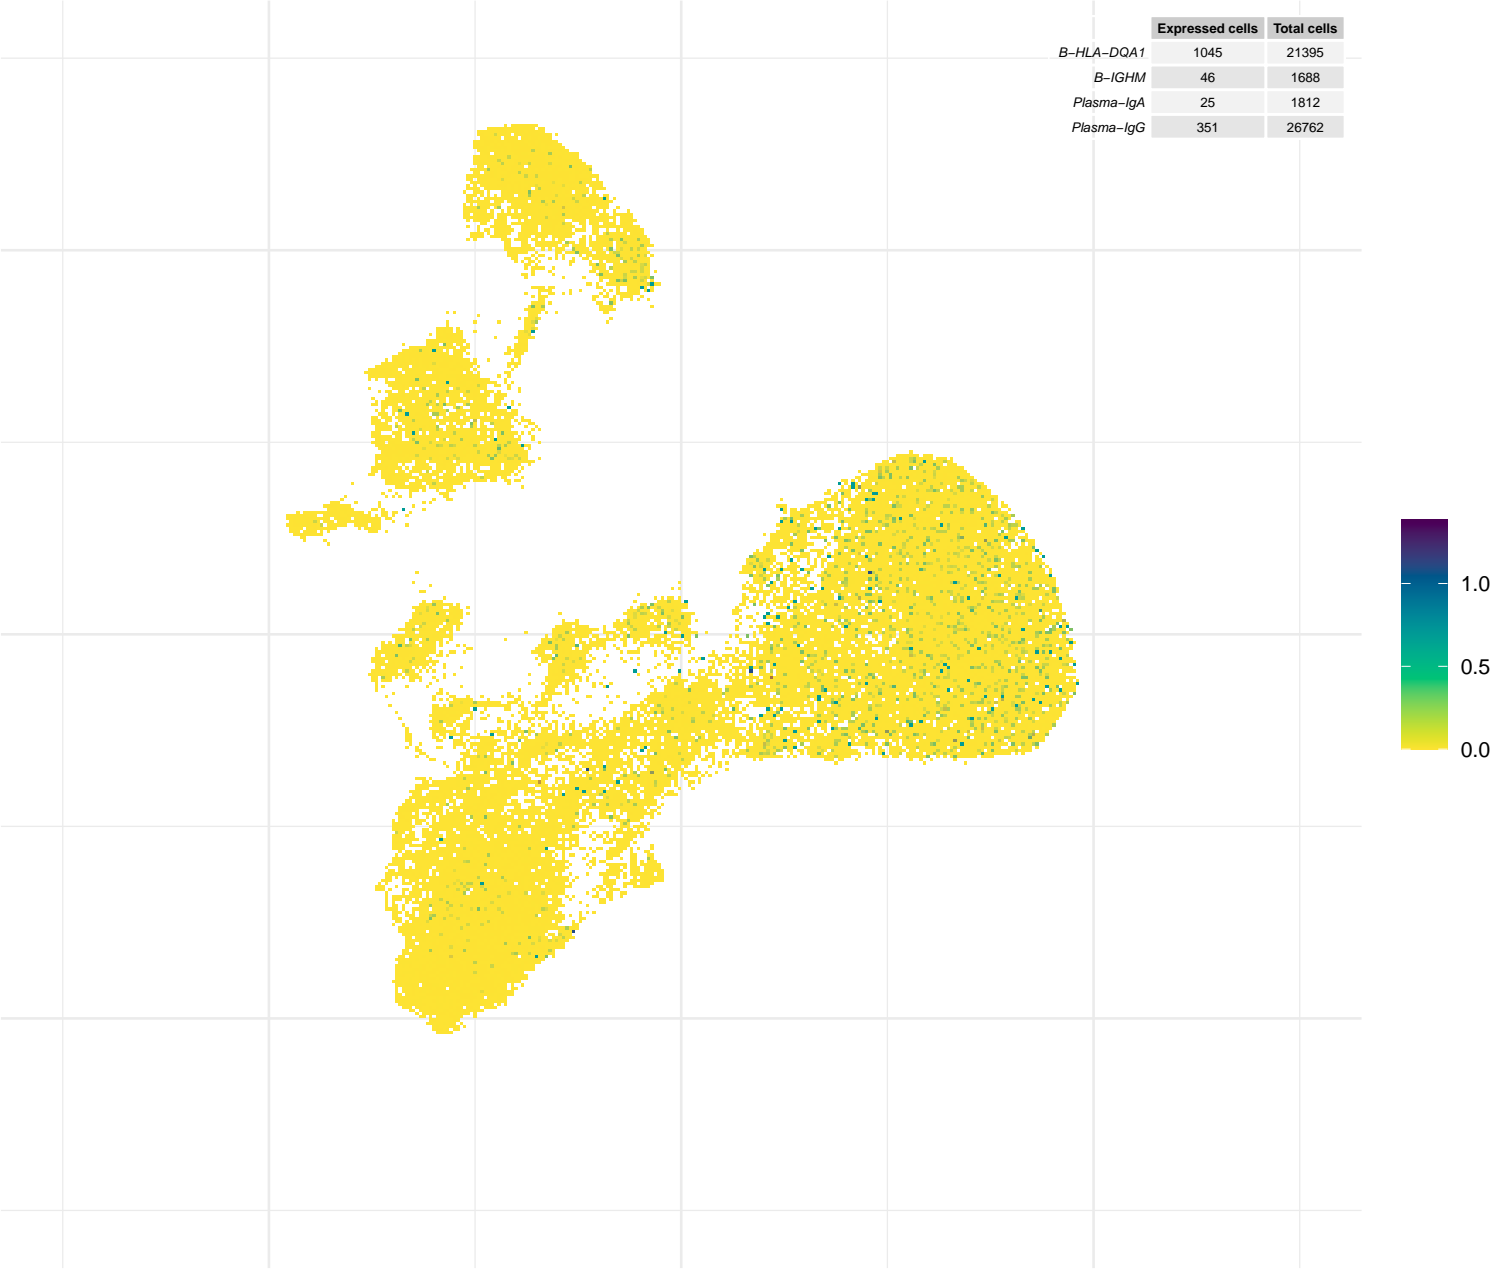 Expressed cells Total cells
B−HLA−DQA1 1045 21395
B−IGHM 46 1688
Plasma−IgA 25 1812
Plasma−IgG 351 26762
1.0
0.5
0.0